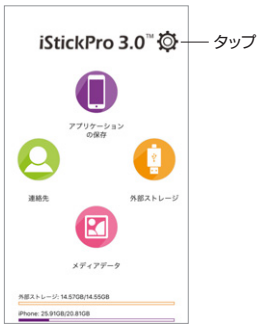 iStickPro 3.0™
タップ
アプリケーション
の保存
連絡先
外部ストレージ
メディアデータ
外部ストレージ: 14.57GB/14.55GB
iPhone: 25.91GB/20.81GB